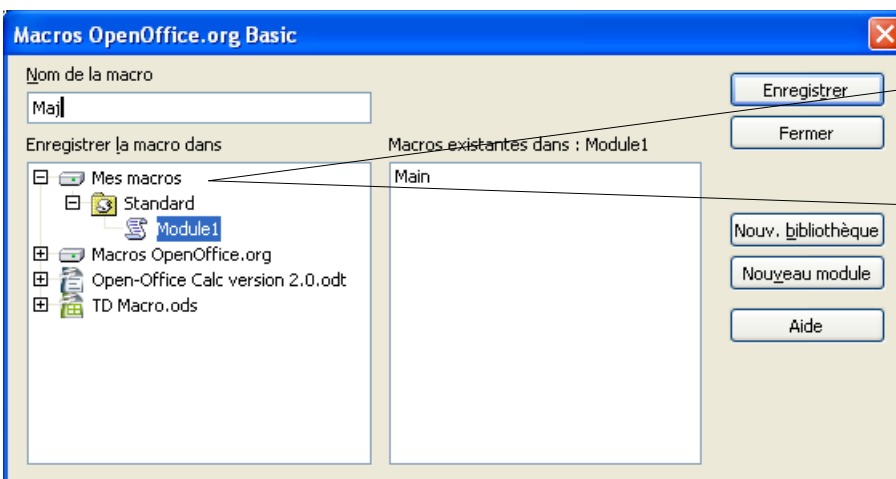 Macros OpenOffice.org Basic
Nom de la macro
Maj
Enregistrer
Fermer
Enregistrer la macro dans
Macros existantes dans : Module1
Mes macros
Main
Standard
Module1
Nouv. bibliothèque
Macros OpenOffice.org
Nouveau module
Open-Office Calc version 2.0.odt
TD Macro.ods
Aide